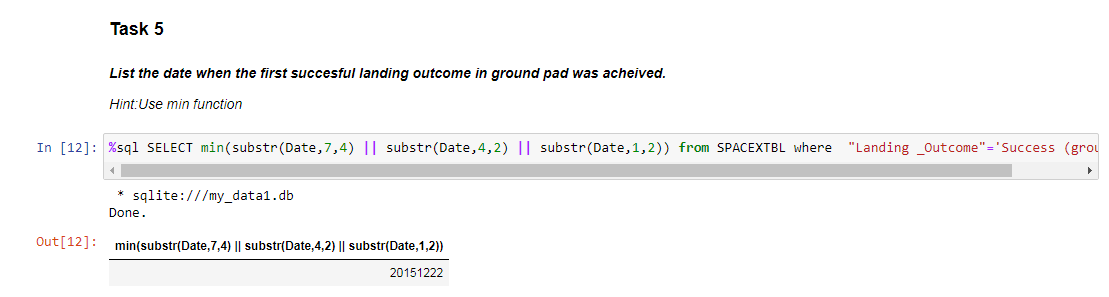 Task 5
List the date when the first succesful landing outcome in ground pad was acheived.
Hint:Use min function
In [12]: %sql SELECT min(substr(Date,7,4) || substr(Date,4,2) || substr(Date,1,2)) from SPACEXTBL where  "Landing _Outcome"='Success (grou
* sqlite:///my_data1.db
Done.
Out[12]: min(substr(Date,7,4) || substr(Date,4,2) || substr(Date,1,2))
20151222